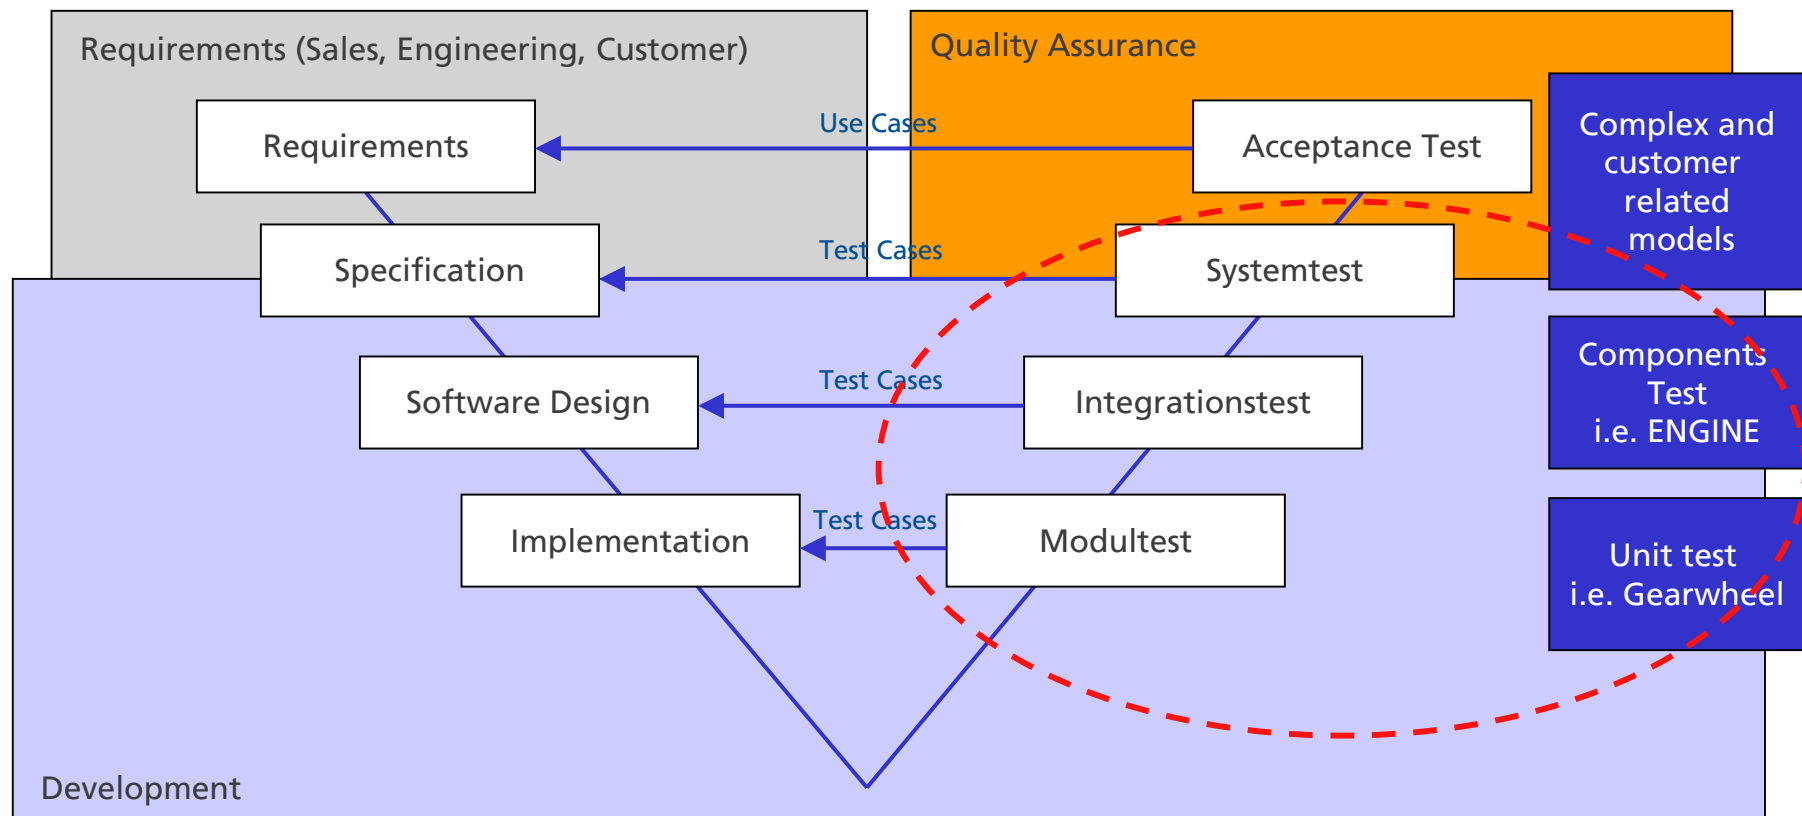 Requirements (Sales, Engineering, Customer)
Quality Assurance
Requirements
Use Cases
Acceptance Test
Complex and
customer
related
models
Specification
Test Cases
Systemtest
Software Design
Test Cases
Integrationstest
Components
Test
i.e. ENGINE
Implementation
Test Cases
Modultest
Unit test
i.e. Gearwheel
Development